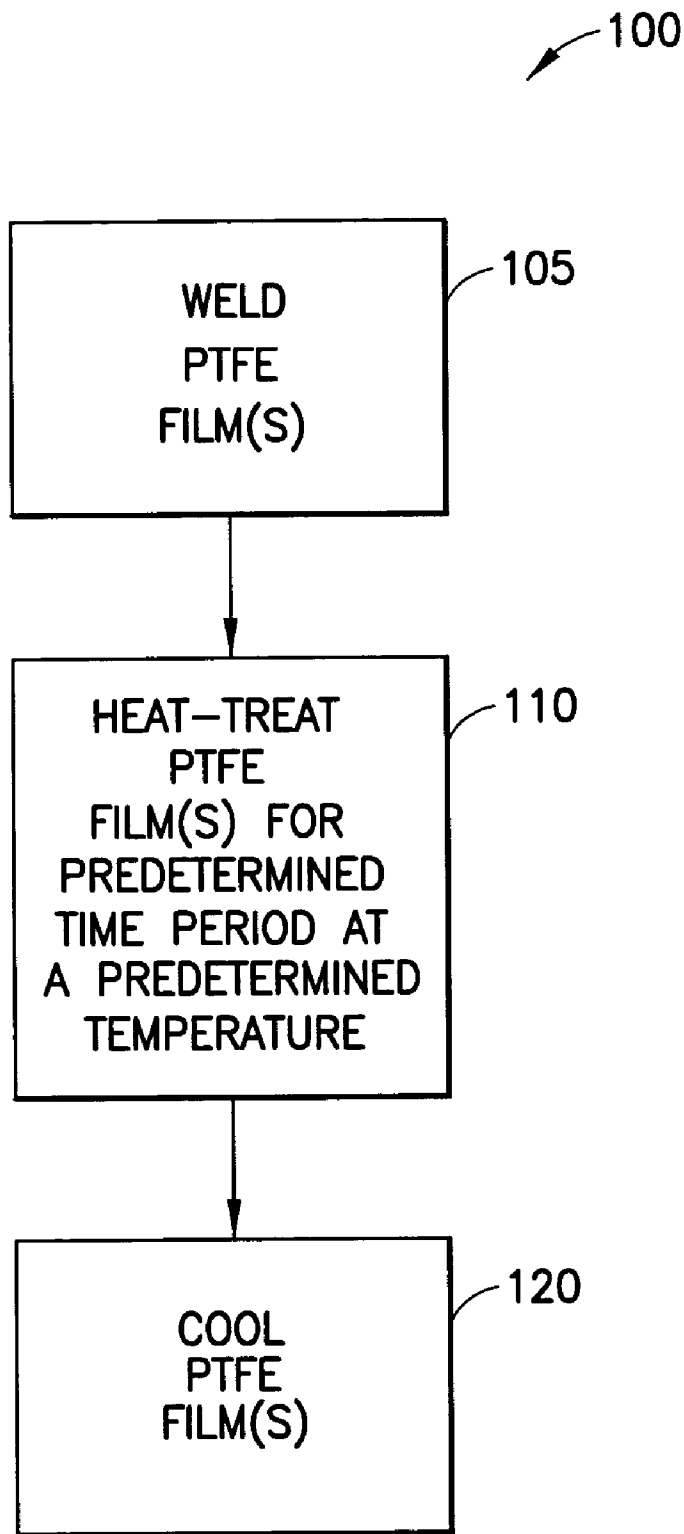 100
WELD
PTFE
FILM(S)
105
HEAT-TREAT
PTFE
FILM(S) FOR
PREDETERMINED
TIME PERIOD AT
A PREDETERMINED
TEMPERATURE
110
COOL
PTFE
FILM(S)
120